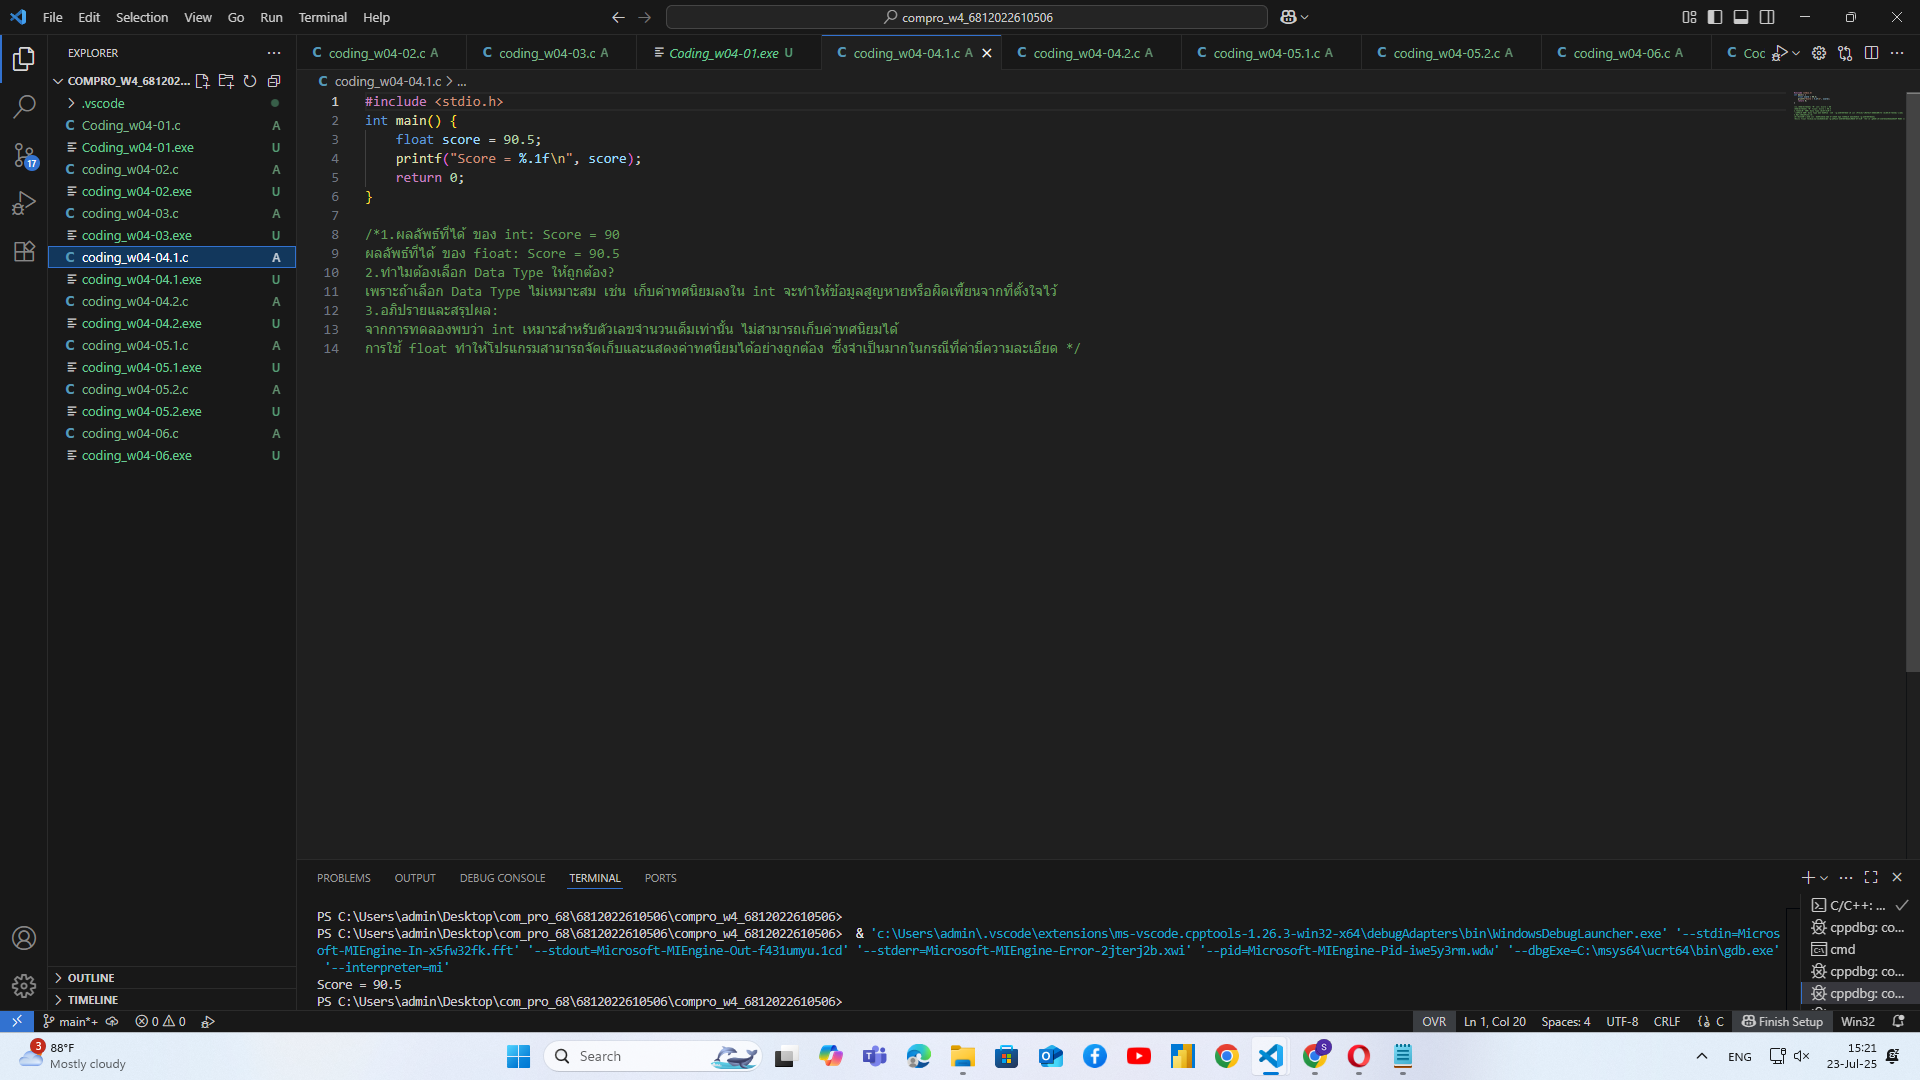 File Edit Selection View Go Run Terminal Help
compro_w4_6812022610506
EXPLORER
COMPRO_W4_681202...
.vscode
Coding_w04-01.c A
Coding_w04-01.exe U
coding_w04-02.c A
coding_w04-02.exe U
coding_w04-03.c A
coding_w04-03.exe U
coding_w04-04.1.c A
coding_w04-04.1.exe U
coding_w04-04.2.c A
coding_w04-04.2.exe U
coding_w04-05.1.c A
coding_w04-05.1.exe U
coding_w04-05.2.c A
coding_w04-05.2.exe U
coding_w04-06.c A
coding_w04-06.exe U
OUTLINE
TIMELINE
17
C coding_w04-02.c A C coding_w04-03.c A Coding_w04-01.exe U C coding_w04-04.1.c A C coding_w04-04.2.c A C coding_w04-05.1.c A C coding_w04-05.2.c A C coding_w04-06.c A C Coc
C coding_w04-04.1.c > ...
1 #include <stdio.h>
2 int main() {
3 float score = 90.5;
4 printf("Score = %.1f\n", score);
5 return 0;
6 }
7
8 /*1.ผลลัพธ์ที่ได้ ของ int: Score = 90
9 ผลลัพธ์ที่ได้ ของ fioat: Score = 90.5
10 2.ทำไมต้องเลือก Data Type ให้ถูกต้อง?
11 เพราะถ้าเลือก Data Type ไม่เหมาะสม เช่น เก็บค่าทศนิยมลงใน int จะทำให้ข้อมูลสูญหายหรือผิดเพี้ยนจากที่ตั้งใจไว้
12 3.อภิปรายและสรุปผล:
13 จากการทดลองพบว่า int เหมาะสำหรับตัวเลขจำนวนเต็มเท่านั้น ไม่สามารถเก็บค่าทศนิยมได้
14 การใช้ float ทำให้โปรแกรมสามารถจัดเก็บและแสดงค่าทศนิยมได้อย่างถูกต้อง ซึ่งจำเป็นมากในกรณีที่ค่ามีความละเอียด */
PROBLEMS OUTPUT DEBUG CONSOLE TERMINAL PORTS
PS C:\Users\admin\Desktop\com_pro_68\6812022610506\compro_w4_6812022610506>
PS C:\Users\admin\Desktop\com_pro_68\6812022610506\compro_w4_6812022610506> & 'c:\Users\admin\.vscode\extensions\ms-vscode.cpptools-1.26.3-win32-x64\debugAdapters\bin\WindowsDebugLauncher.exe' '--stdin=Micros
oft-MIEngine-In-x5fw32fk.fft' '--stdout=Microsoft-MIEngine-Out-f431umyu.1cd' '--stderr=Microsoft-MIEngine-Error-2jterj2b.xwi' '--pid=Microsoft-MIEngine-Pid-iwe5y3rm.wdw' '--dbgExe=C:\msys64\ucrt64\bin\gdb.exe'
'--interpreter=mi'
Score = 90.5
PS C:\Users\admin\Desktop\com_pro_68\6812022610506\compro_w4_6812022610506>
C/C++: ...
cppdbg: co...
cmd
cppdbg: co...
cppdbg: co...
main*+ 0 0 OVR Ln 1, Col 20 Spaces: 4 UTF-8 CRLF {} C Finish Setup Win32
3
88°F
Mostly cloudy
Search
S
ENG
15:21
23-Jul-25